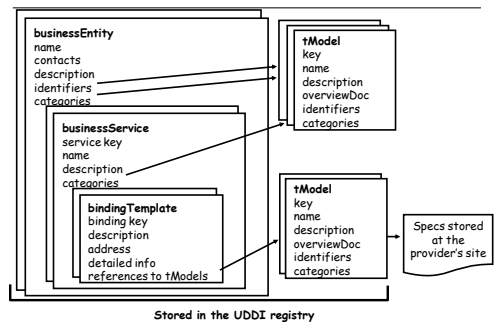 businessEntity
name
contacts
description
identifiers
categories
businessService
service key
name
description
categories
bindingTemplate
binding key
description
address
detailed info
references to tModels
tModel
key
name
description
overviewDoc
identifiers
categories
tModel
key
name
description
overviewDoc
identifiers
categories
Specs stored
at the
provider's site
Stored in the UDDI registry